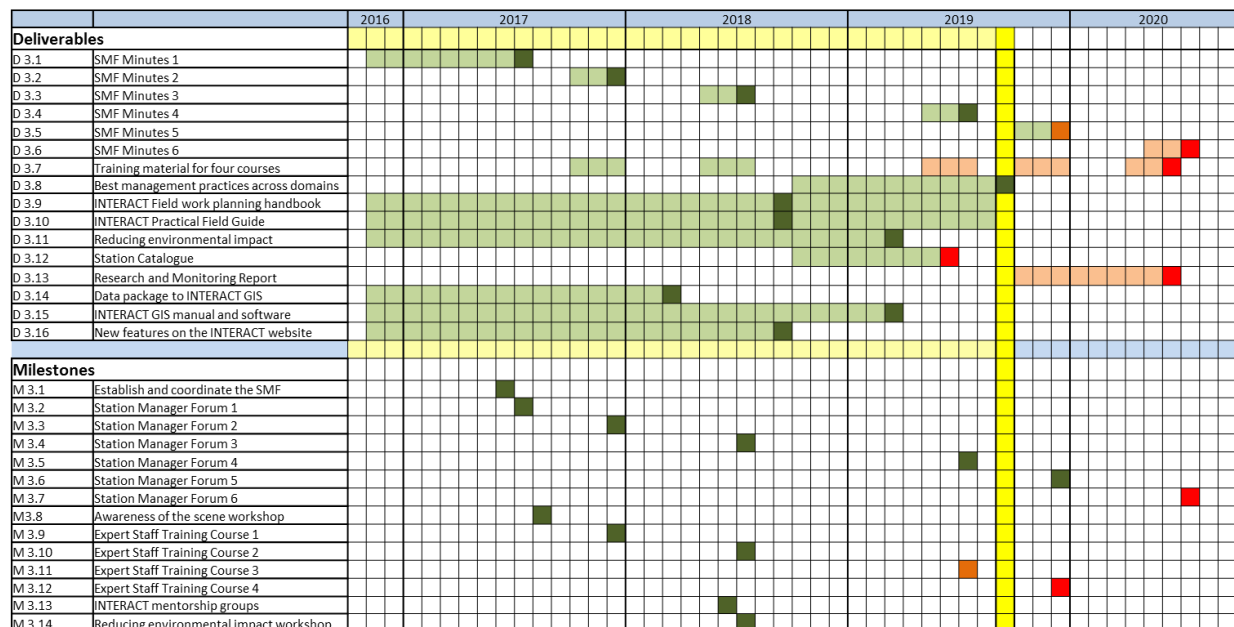 2016 2017 2018 2019 2020
Deliverables
D 3.1 SMF Minutes 1
D 3.2 SMF Minutes 2
D 3.3 SMF Minutes 3
D 3.4 SMF Minutes 4
D 3.5 SMF Minutes 5
D 3.6 SMF Minutes 6
D 3.7 Training material for four courses
D 3.8 Best management practices across domains
D 3.9 INTERACT Field work planning handbook
D 3.10 INTERACT Practical Field Guide
D 3.11 Reducing environmental impact
D 3.12 Station Catalogue
D 3.13 Research and Monitoring Report
D 3.14 Data package to INTERACT GIS
D 3.15 INTERACT GIS manual and software
D 3.16 New features on the INTERACT website
Milestones
M 3.1 Establish and coordinate the SMF
M 3.2 Station Manager Forum 1
M 3.3 Station Manager Forum 2
M 3.4 Station Manager Forum 3
M 3.5 Station Manager Forum 4
M 3.6 Station Manager Forum 5
M 3.7 Station Manager Forum 6
M3.8 Awareness of the scene workshop
M 3.9 Expert Staff Training Course 1
M 3.10 Expert Staff Training Course 2
M 3.11 Expert Staff Training Course 3
M 3.12 Expert Staff Training Course 4
M 3.13 INTERACT mentorship groups
M 3.14 Reducing environmental impact workshop